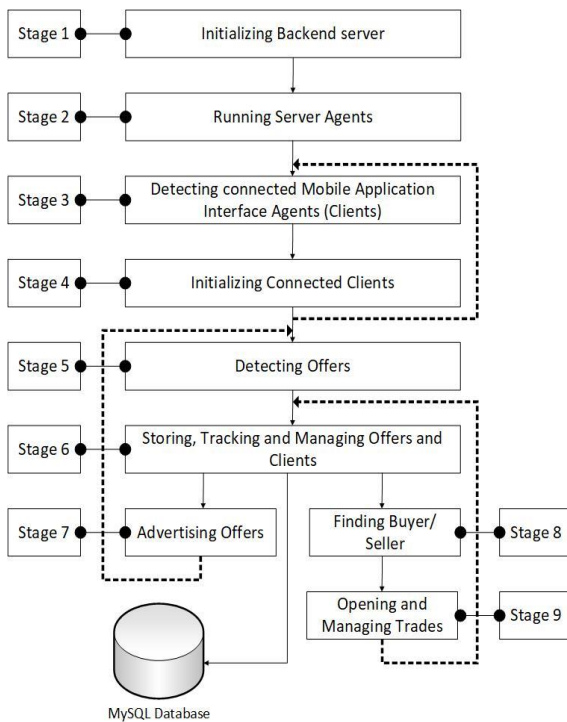 Stage 1
Initializing Backend server
Stage 2
Running Server Agents
Stage 3
Detecting connected Mobile Application
Interface Agents (Clients)
Stage 4
Initializing Connected Clients
Stage 5
Detecting Offers
Stage 6
Storing, Tracking and Managing Offers and
Clients
Stage 7
Advertising Offers
Finding Buyer/
Seller
Stage 8
Opening and
Managing Trades
Stage 9
MySQL Database